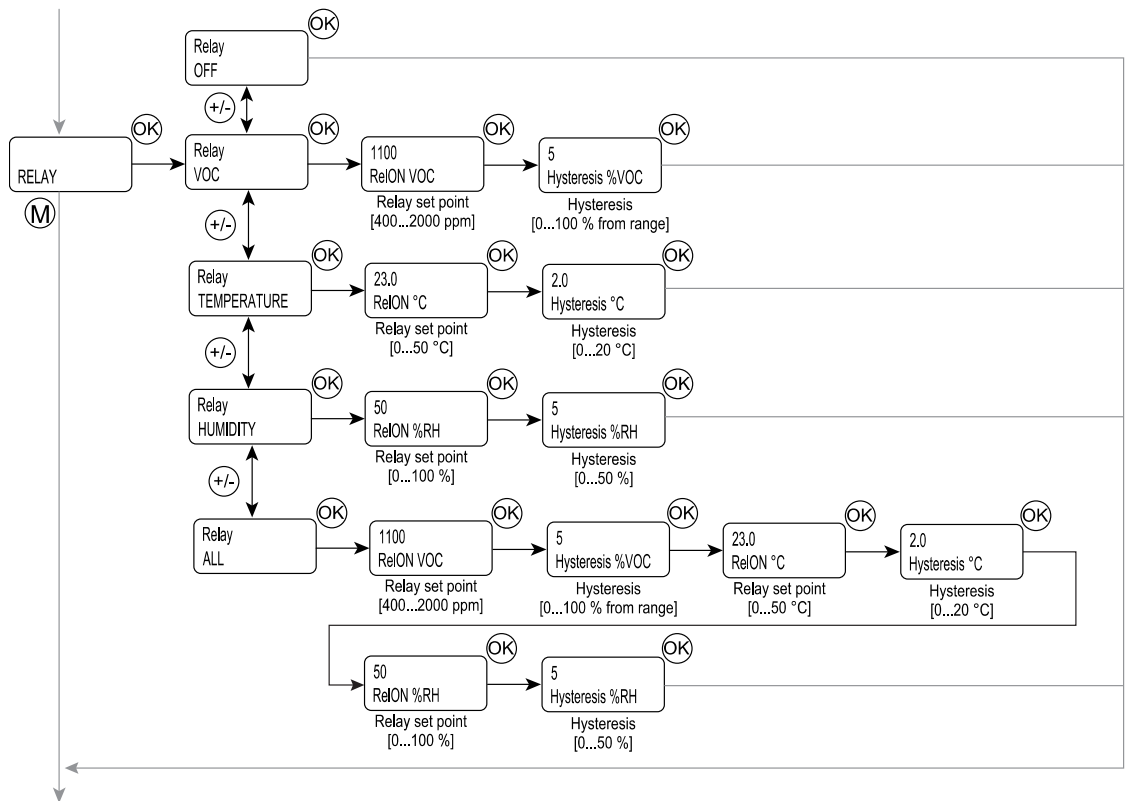 OK
Relay
OFF
+/-
OK
OK
OK
OK
RELAY
Relay
VOC
1100
RelON VOC
5
Hysteresis %VOC
M
Relay set point
[400...2000 ppm]
Hysteresis
[0...100 % from range]
+/-
OK
OK
OK
Relay
TEMPERATURE
23.0
RelON °C
2.0
Hysteresis °C
Relay set point
[0...50 °C]
Hysteresis
[0...20 °C]
+/-
OK
OK
OK
Relay
HUMIDITY
50
RelON %RH
5
Hysteresis %RH
Relay set point
[0...100 %]
Hysteresis
[0...50 %]
+/-
OK
OK
OK
OK
OK
Relay
ALL
1100
RelON VOC
5
Hysteresis %VOC
23.0
RelON °C
2.0
Hysteresis °C
Relay set point
[400...2000 ppm]
Hysteresis
[0...100 % from range]
Relay set point
[0...50 °C]
Hysteresis
[0...20 °C]
OK
OK
50
RelON %RH
5
Hysteresis %RH
Relay set point
[0...100 %]
Hysteresis
[0...50 %]